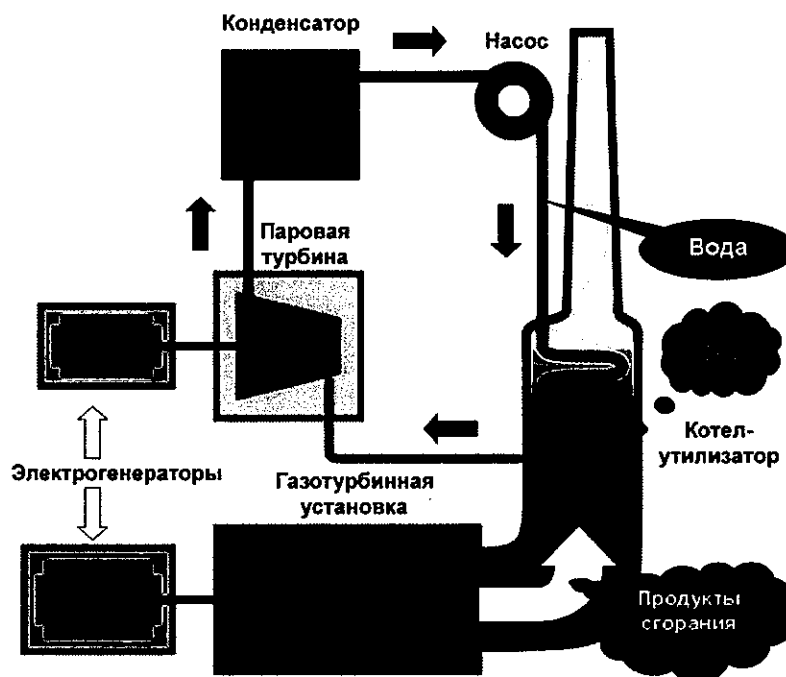 Конденсатор
Насос
Вода
Паровая
турбина
Котел-
утилизатор
Электрогенераторы
Газотурбинная
установка
Продукты
сгорания